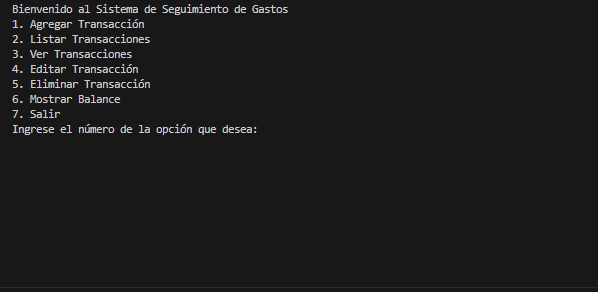 Bienvenido al Sistema de Seguimiento de Gastos
1. Agregar Transacción
2. Listar Transacciones
3. Ver Transacciones
4. Editar Transacción
5. Eliminar Transacción
6. Mostrar Balance
7. Salir
Ingrese el número de la opción que desea: